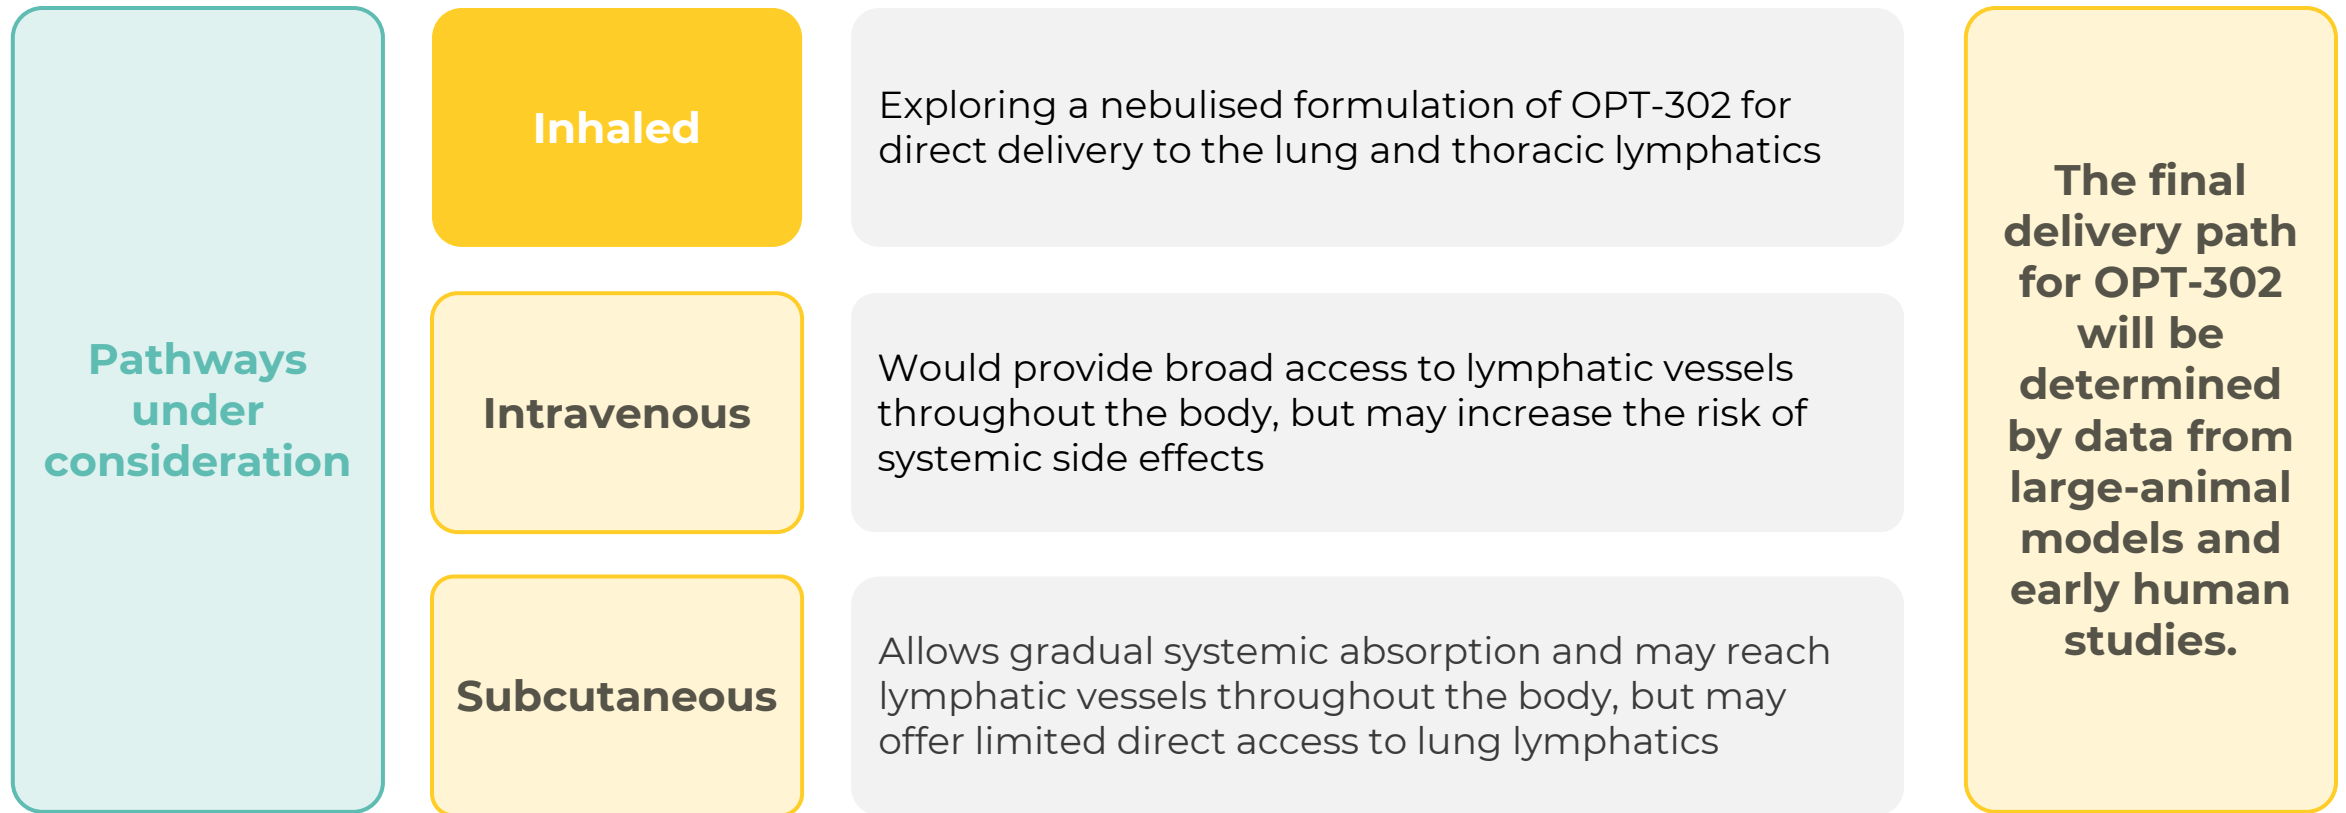 Pathways
under
consideration
Inhaled
Exploring a nebulised formulation of OPT-302 for
direct delivery to the lung and thoracic lymphatics
Intravenous
Would provide broad access to lymphatic vessels
throughout the body, but may increase the risk of
systemic side effects
Subcutaneous
Allows gradual systemic absorption and may reach
lymphatic vessels throughout the body, but may
offer limited direct access to lung lymphatics
The final
delivery path
for OPT-302
will be
determined
by data from
large-animal
models and
early human
studies.